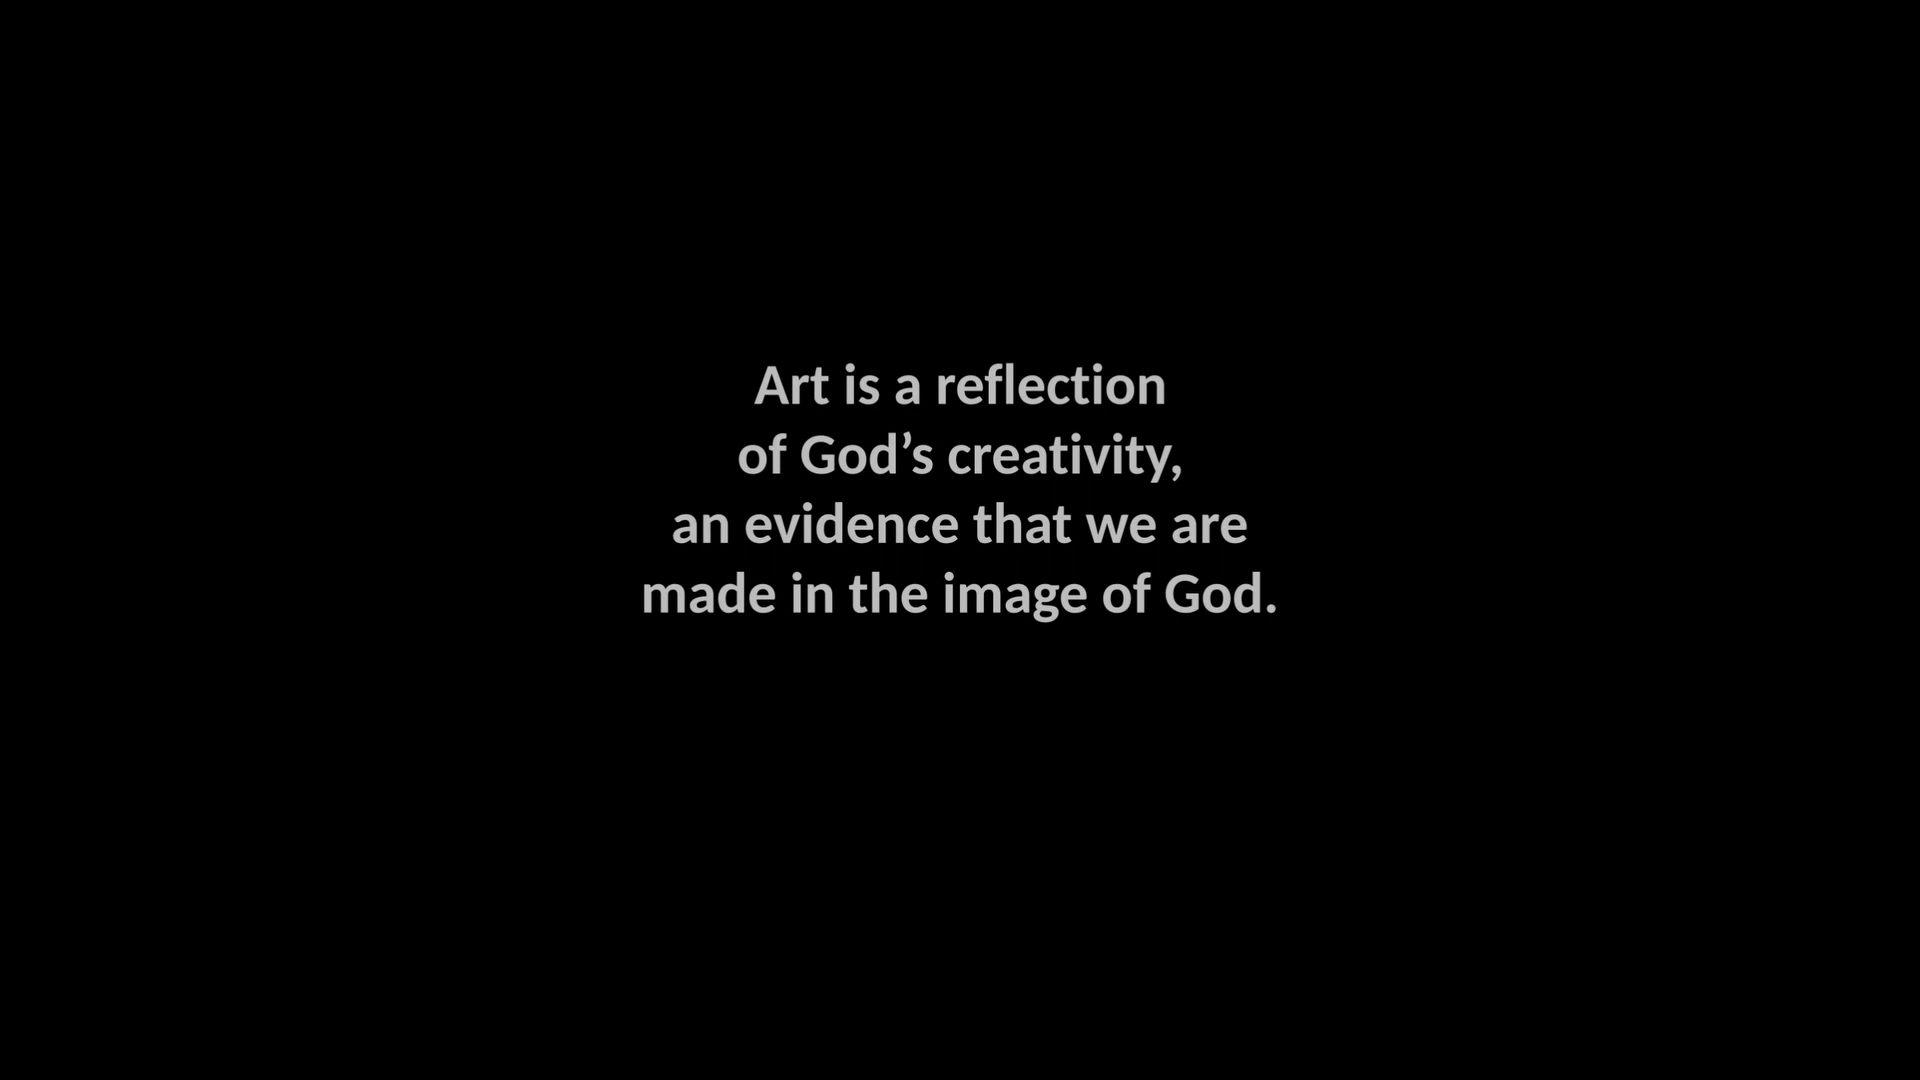 Art is a reflection
of God’s creativity,
an evidence that we are
made in the image of God.